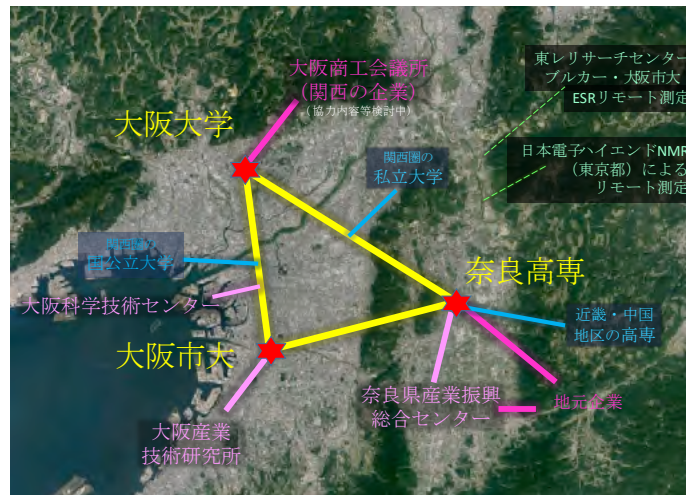 大阪商工会議所
（関西の企業）
（協力内容等検討中）
東レリサーチセンター
ブルカー・大阪市大
ESRリモート測定
大阪大学
関西圏の
私立大学
日本電子ハイエンドNMR
（東京都）による
リモート測定
関西圏の
国公立大学
奈良高専
大阪科学技術センター
近畿・中国
地区の高専
大阪市大
奈良県産業振興
総合センター
地元企業
大阪産業
技術研究所